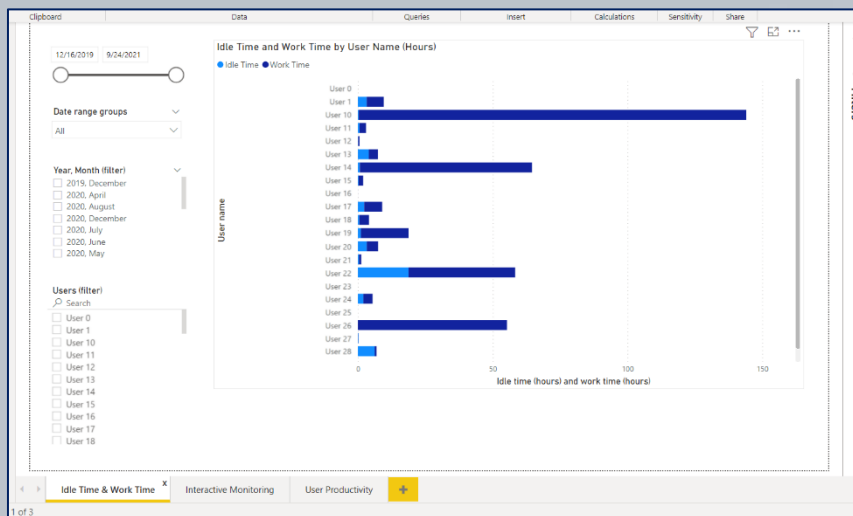 Clipboard Data Queries Insert Calculations Sensitivity Share
12/16/2019 9/24/2021
Date range groups
All
Year, Month (filter)
2019, December
2020, April
2020, August
2020, December
2020, July
2020, June
2020, May
Users (filter)
Search
User 0
User 1
User 10
User 11
User 12
User 13
User 14
User 15
User 16
User 17
User 18
Idle Time and Work Time by User Name (Hours)
Idle Time Work Time
User name
User 0
User 1
User 10
User 11
User 12
User 13
User 14
User 15
User 16
User 17
User 18
User 19
User 20
User 21
User 22
User 23
User 24
User 25
User 26
User 27
User 28
0 50 100 150
Idle time (hours) and work time (hours)
Idle Time & Work Time x Interactive Monitoring User Productivity +
1 of 3